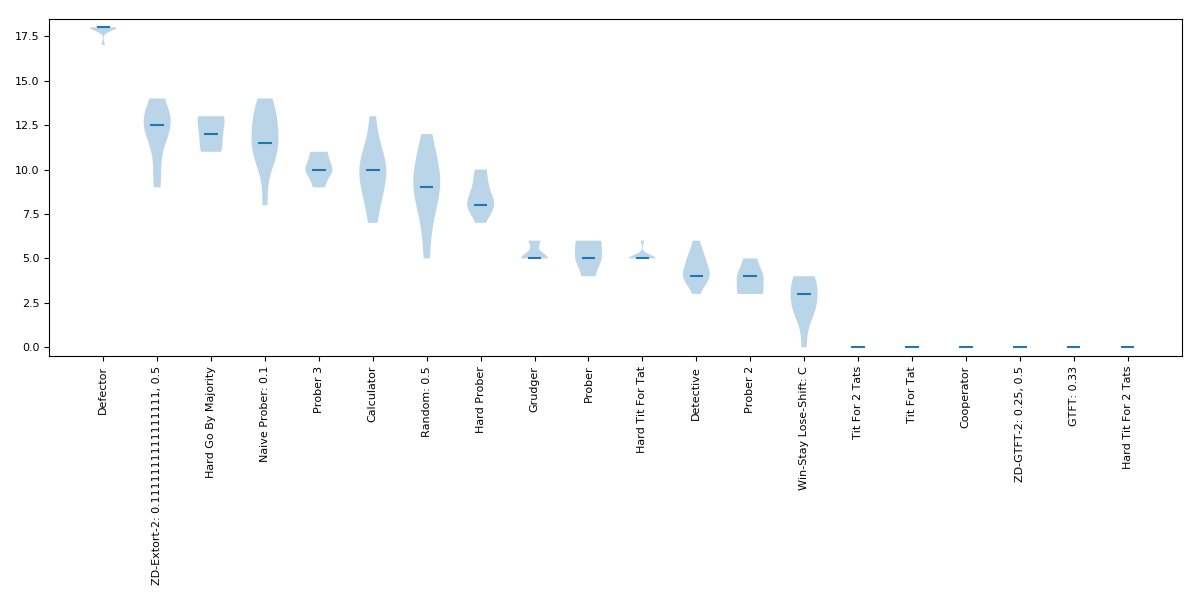 17.5
15.0
12.5
10.0
7.5
5.0
2.5
0.0
Defector
ZD-Extort-2: 0.1111111111111111, 0.5
Hard Go By Majority
Naive Prober: 0.1
Prober 3
Calculator
Random: 0.5
Hard Prober
Grudger
Prober
Hard Tit For Tat
Detective
Prober 2
Win-Stay Lose-Shift: C
Tit For 2 Tats
Tit For Tat
Cooperator
ZD-GTFT-2: 0.25, 0.5
GTFT: 0.33
Hard Tit For 2 Tats